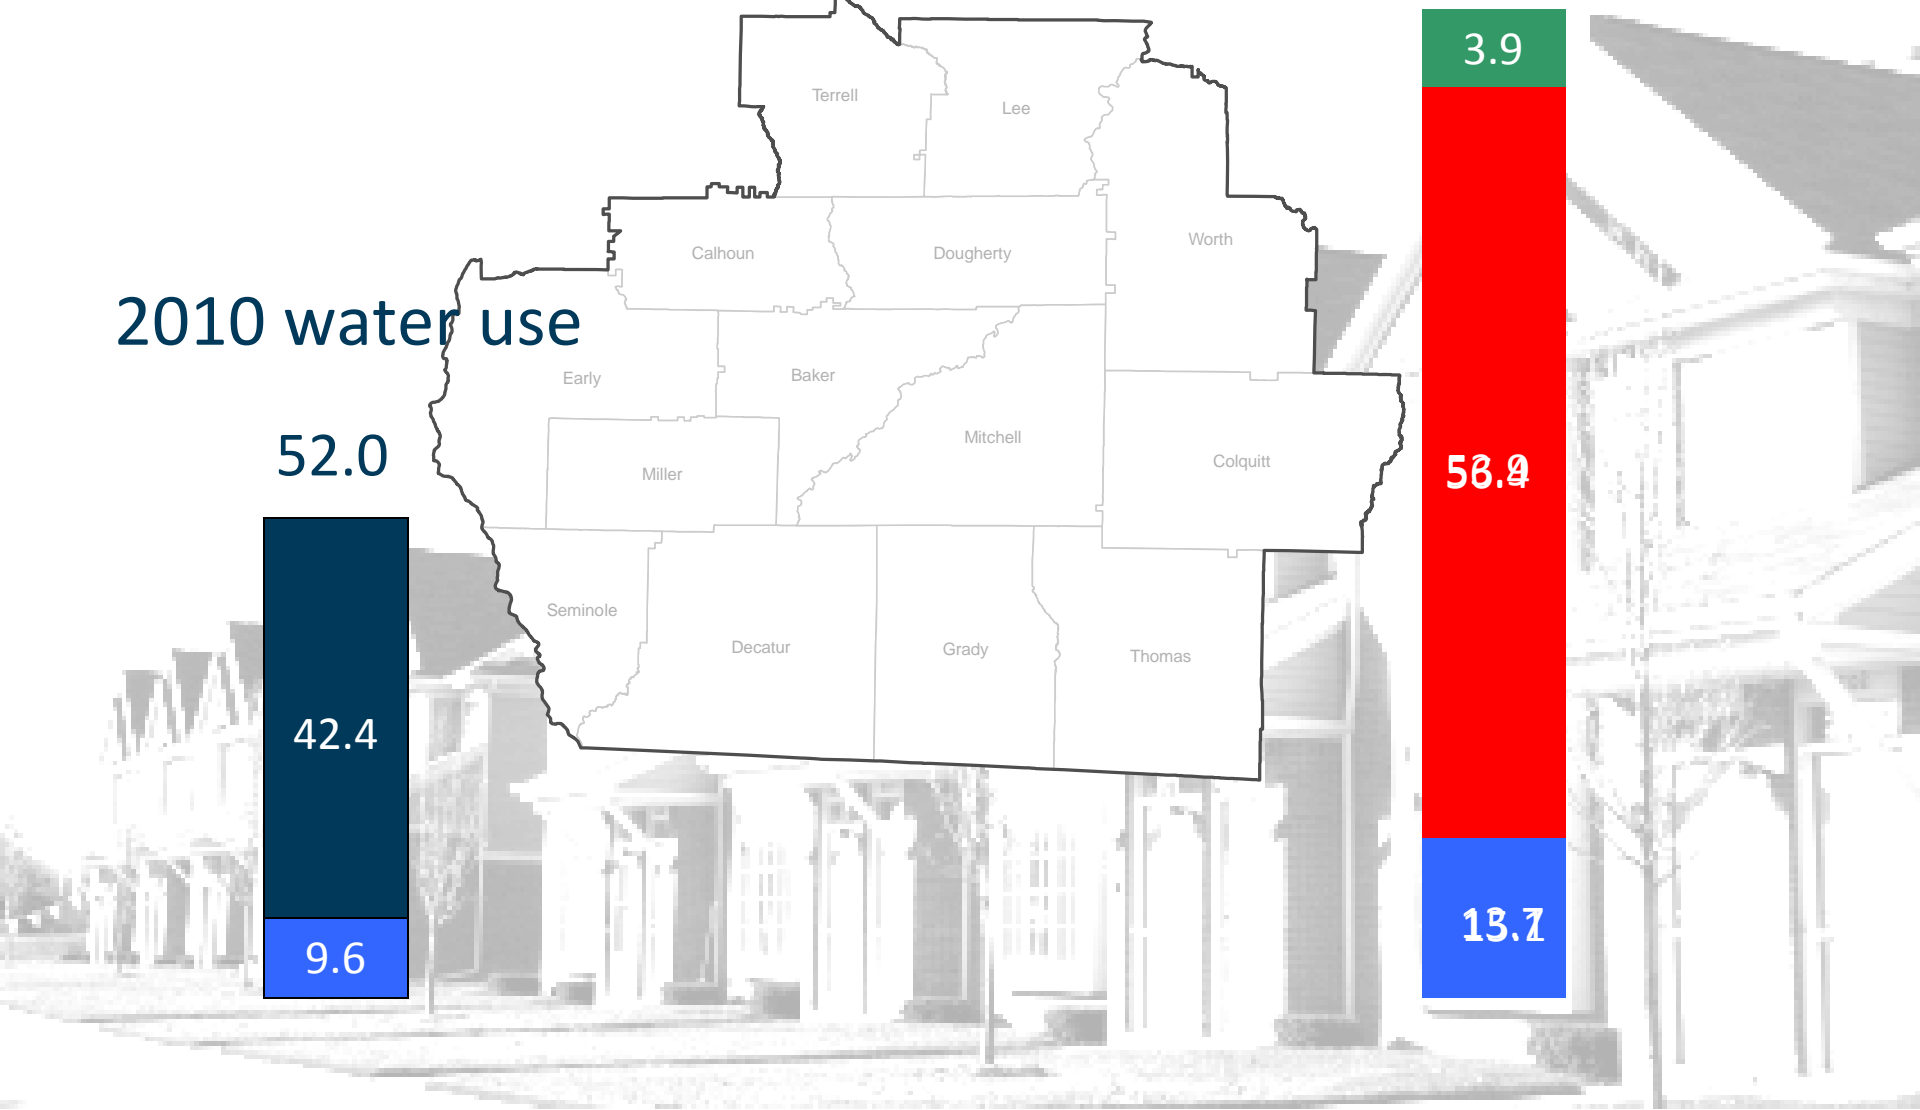 3.9
Terrell
Lee
Worth
Calhoun
Dougherty
2010 water use
Early
Baker
Mitchell
52.0
Colquitt
Miller
Seminole
Decatur
Grady
Thomas
42.4
9.6